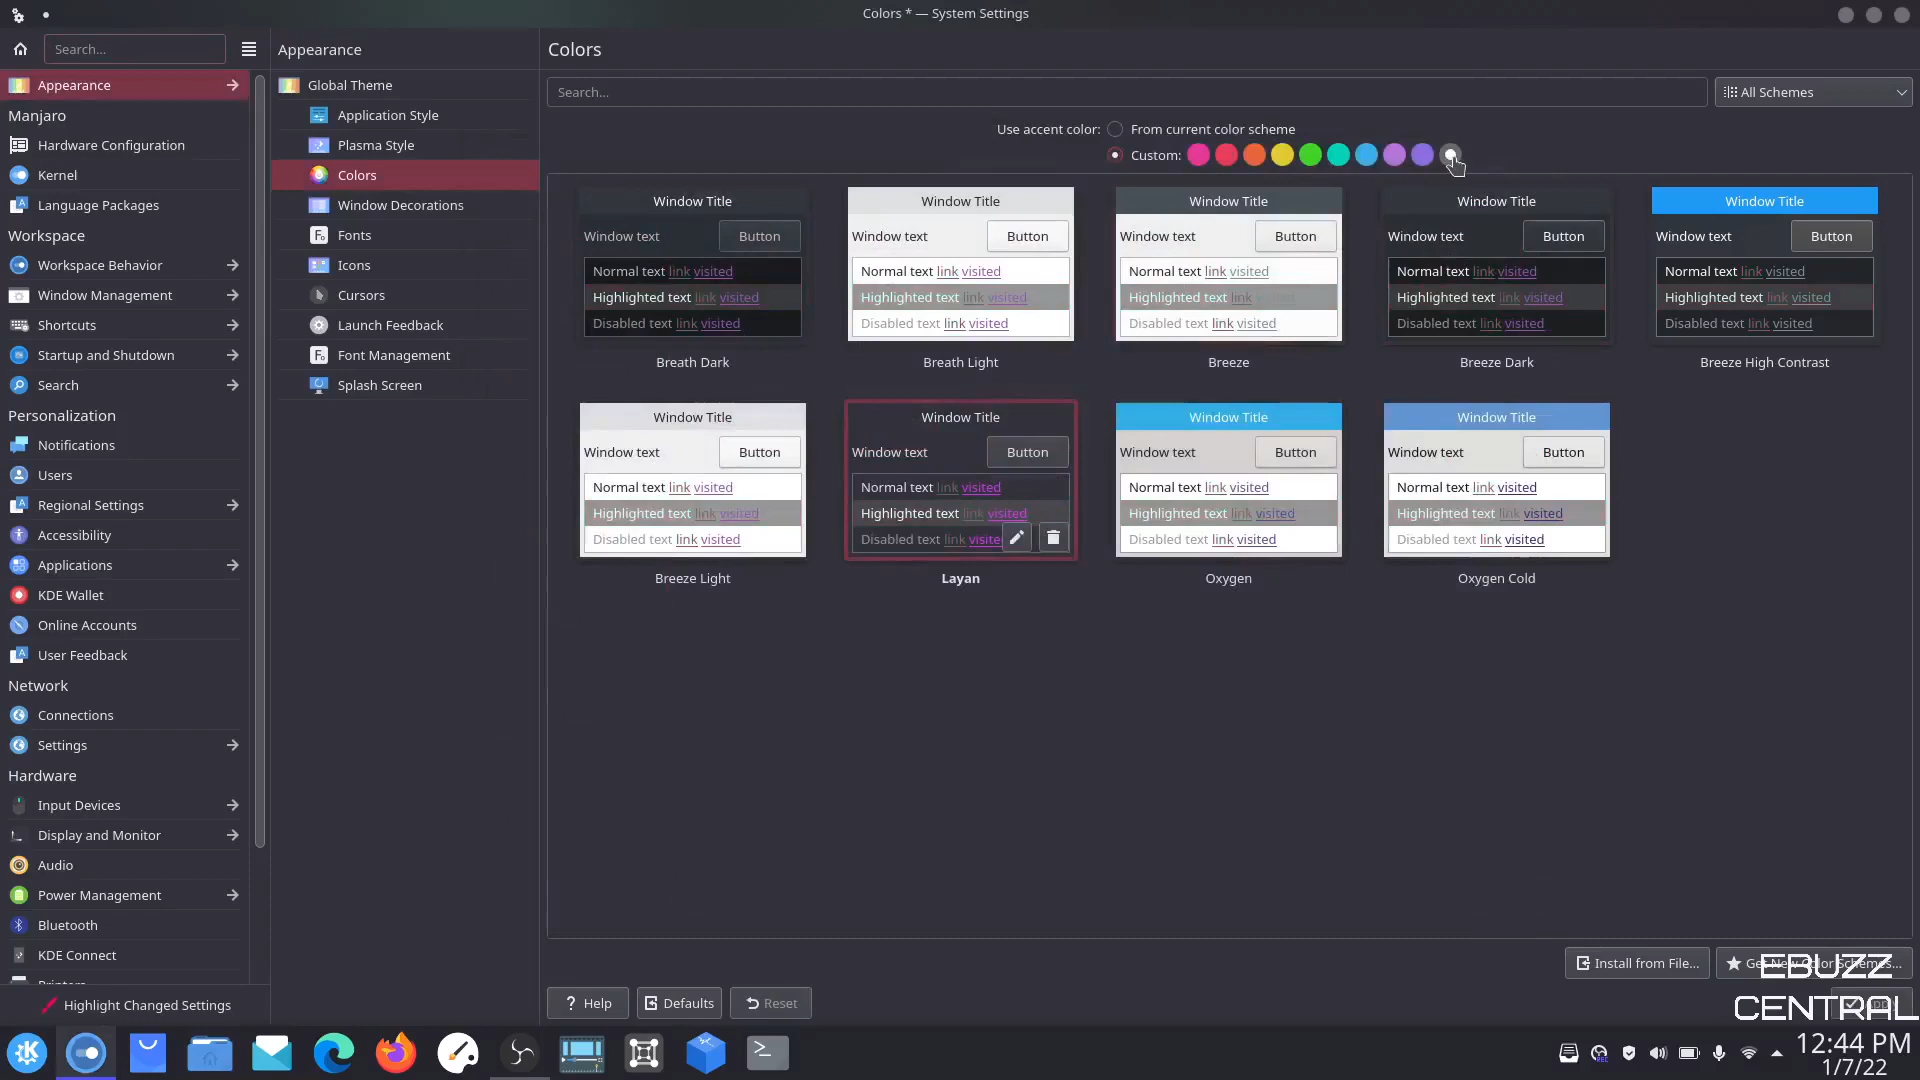 Colors * — System Settings
Search...
Appearance
Manjaro
Hardware Configuration
Kernel
Language Packages
Workspace
Workspace Behavior
Window Management
Shortcuts
Startup and Shutdown
Search
Personalization
Notifications
Users
Regional Settings
Accessibility
Applications
KDE Wallet
Online Accounts
User Feedback
Network
Connections
Settings
Hardware
Input Devices
Display and Monitor
Audio
Power Management
Bluetooth
KDE Connect
Highlight Changed Settings
Appearance
Global Theme
Application Style
Plasma Style
Colors
Window Decorations
Fonts
Icons
Cursors
Launch Feedback
Font Management
Splash Screen
Colors
Search...
All Schemes
Use accent color: From current color scheme
Custom:
Window Title
Window text Button
Normal text link visited
Highlighted text link visited
Disabled text link visited
Breath Dark
Window Title
Window text Button
Normal text link visited
Highlighted text link visited
Disabled text link visited
Breath Light
Window Title
Window text Button
Normal text link visited
Highlighted text link
Disabled text link visited
Breeze
Window Title
Window text Button
Normal text link visited
Highlighted text link visited
Disabled text link visited
Breeze Dark
Window Title
Window text Button
Normal text link visited
Highlighted text link visited
Disabled text link visited
Breeze High Contrast
Window Title
Window text Button
Normal text link visited
Highlighted text link visited
Disabled text link visited
Breeze Light
Window Title
Window text Button
Normal text link visited
Highlighted text link visited
Disabled text link visite
Layan
Window Title
Window text Button
Normal text link visited
Highlighted text link visited
Disabled text link visited
Oxygen
Window Title
Window text Button
Normal text link visited
Highlighted text link visited
Disabled text link visited
Oxygen Cold
Install from File...
Get New Color Schemes...
Help
Defaults
Reset
EBUZZ
CENTRAL
12:44 PM
1/7/22